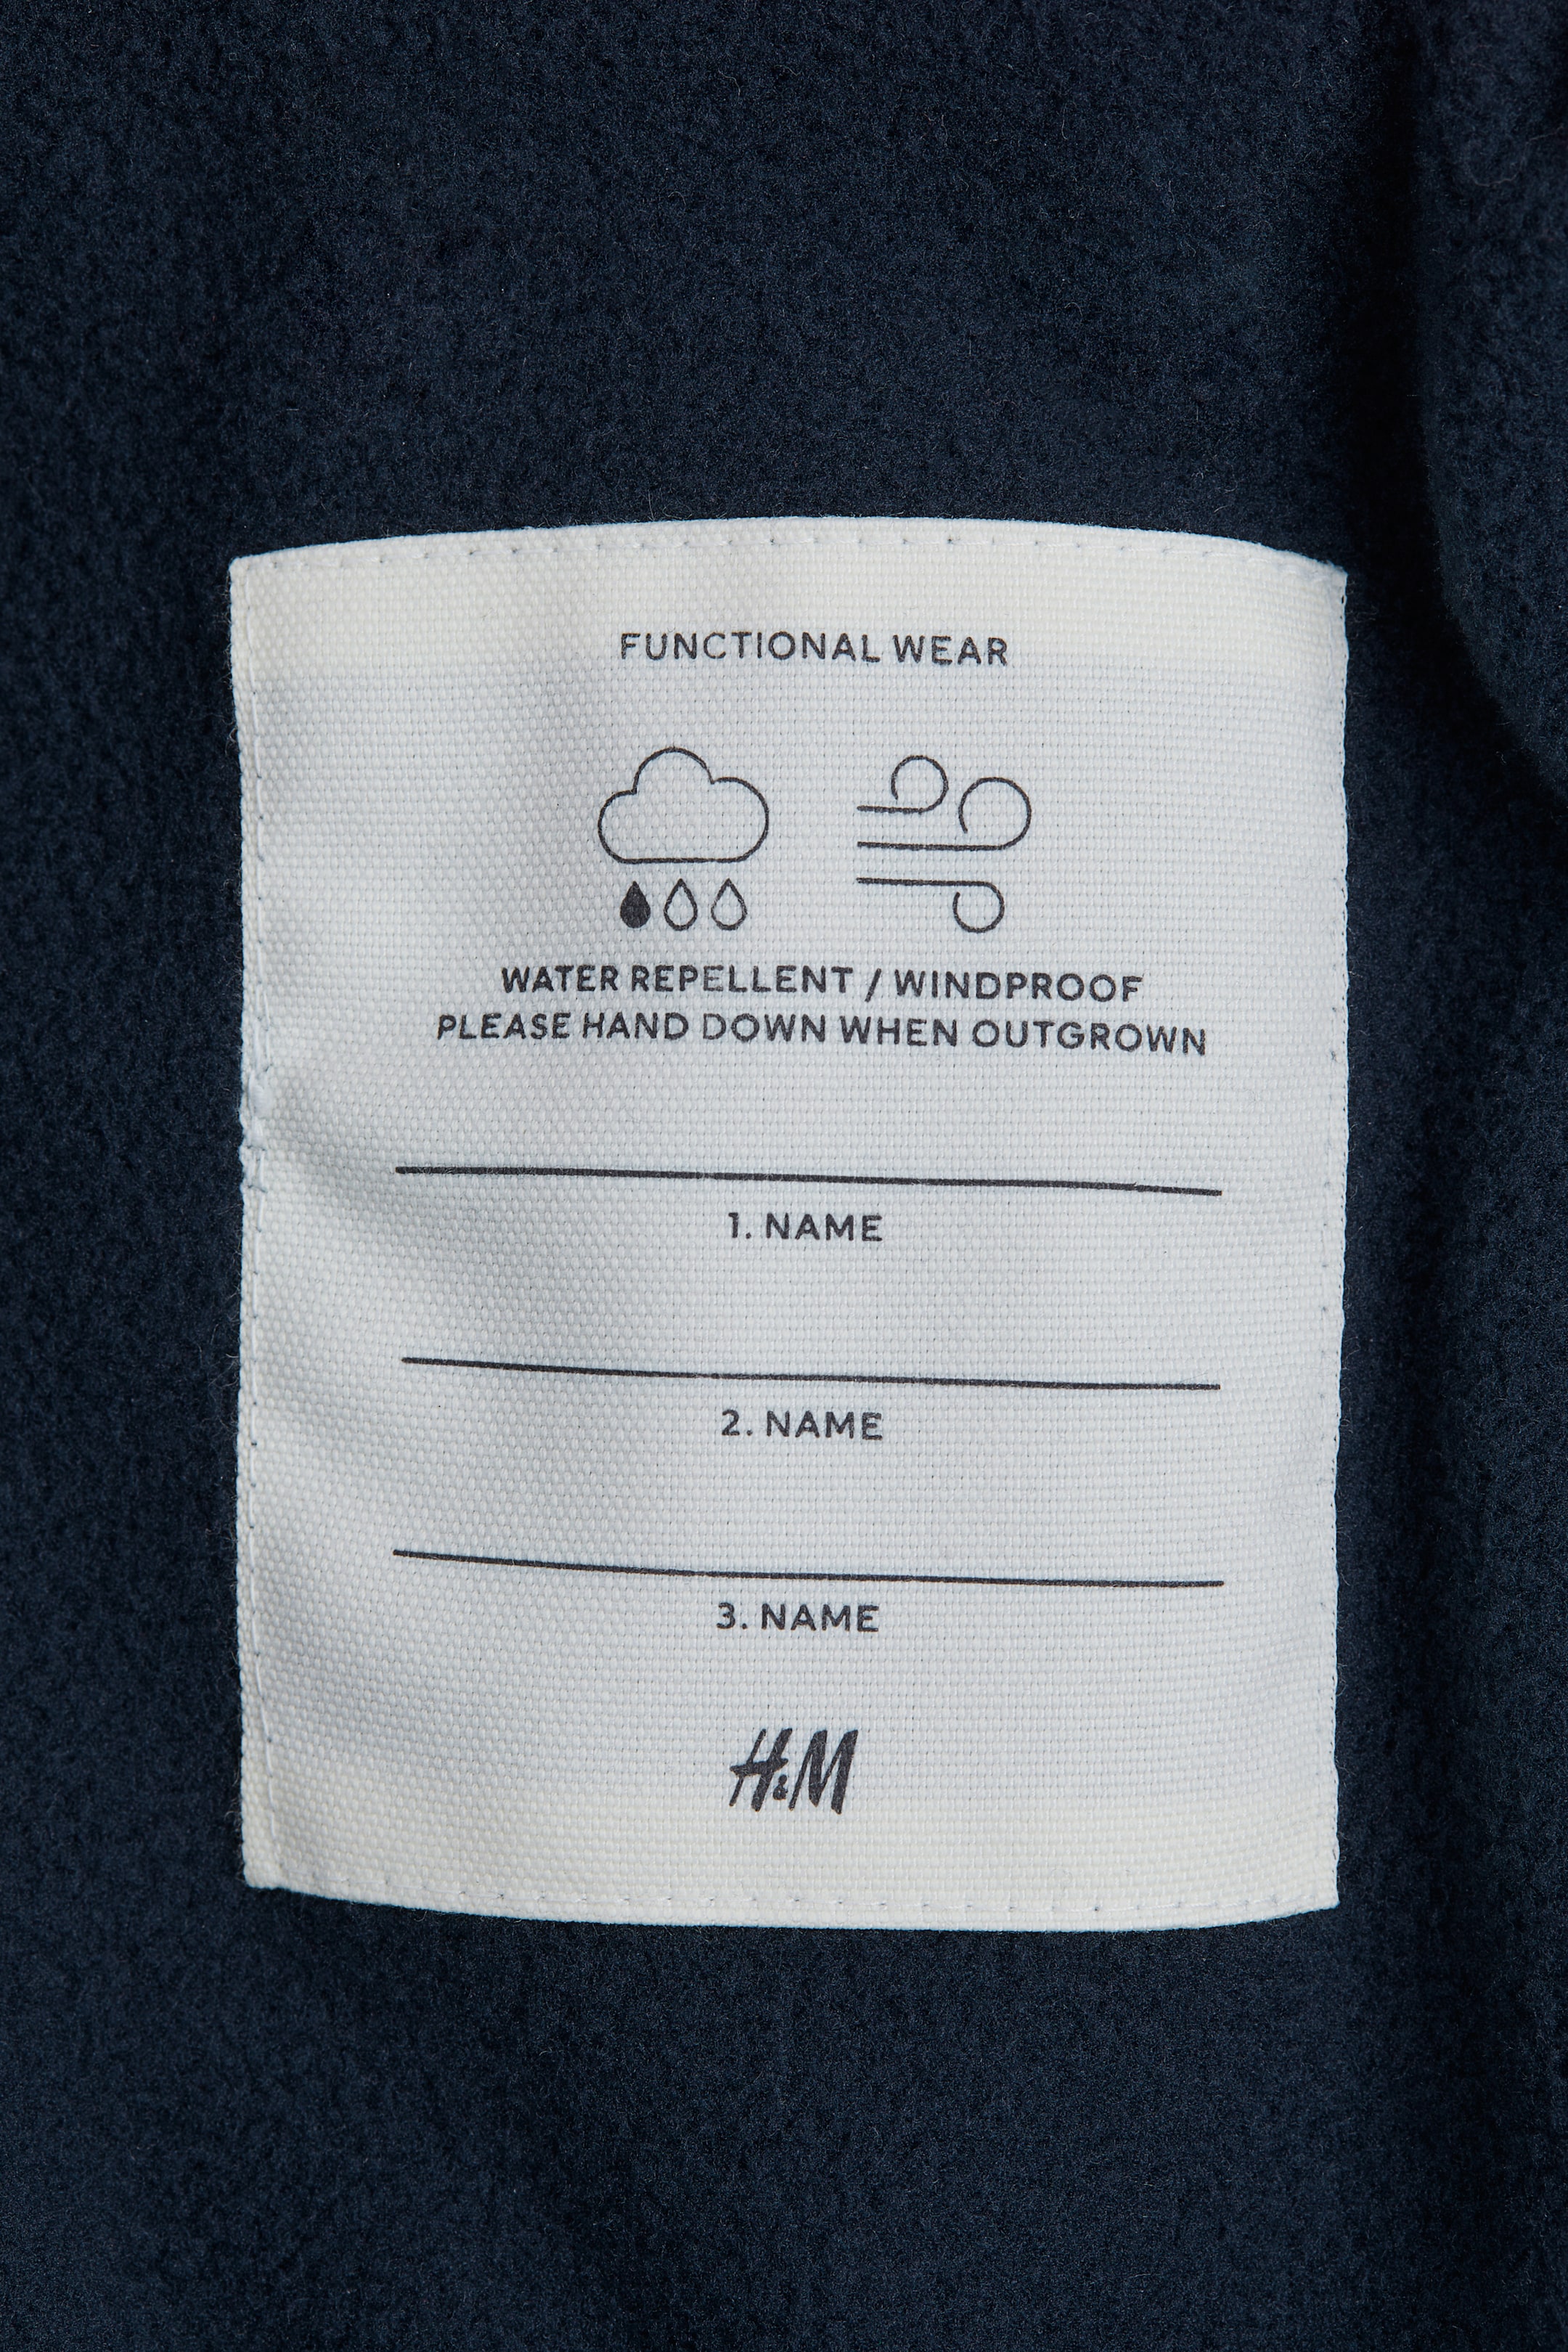 FUNCTIONAL WEAR
WATER REPELLENT / WINDPROOF
PLEASE HAND DOWN WHEN OUTGROWN
1. NAME
2. NAME
3. NAME
H&M